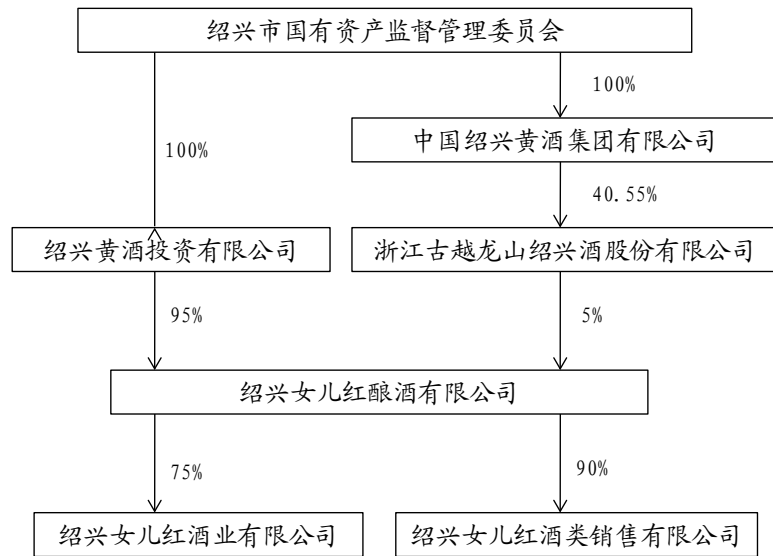 绍兴市国有资产监督管理委员会
100%
中国绍兴黄酒集团有限公司
100%
40.55%
绍兴黄酒投资有限公司
浙江古越龙山绍兴酒股份有限公司
95%
5%
绍兴女儿红酿酒有限公司
75%
90%
绍兴女儿红酒业有限公司
绍兴女儿红酒类销售有限公司